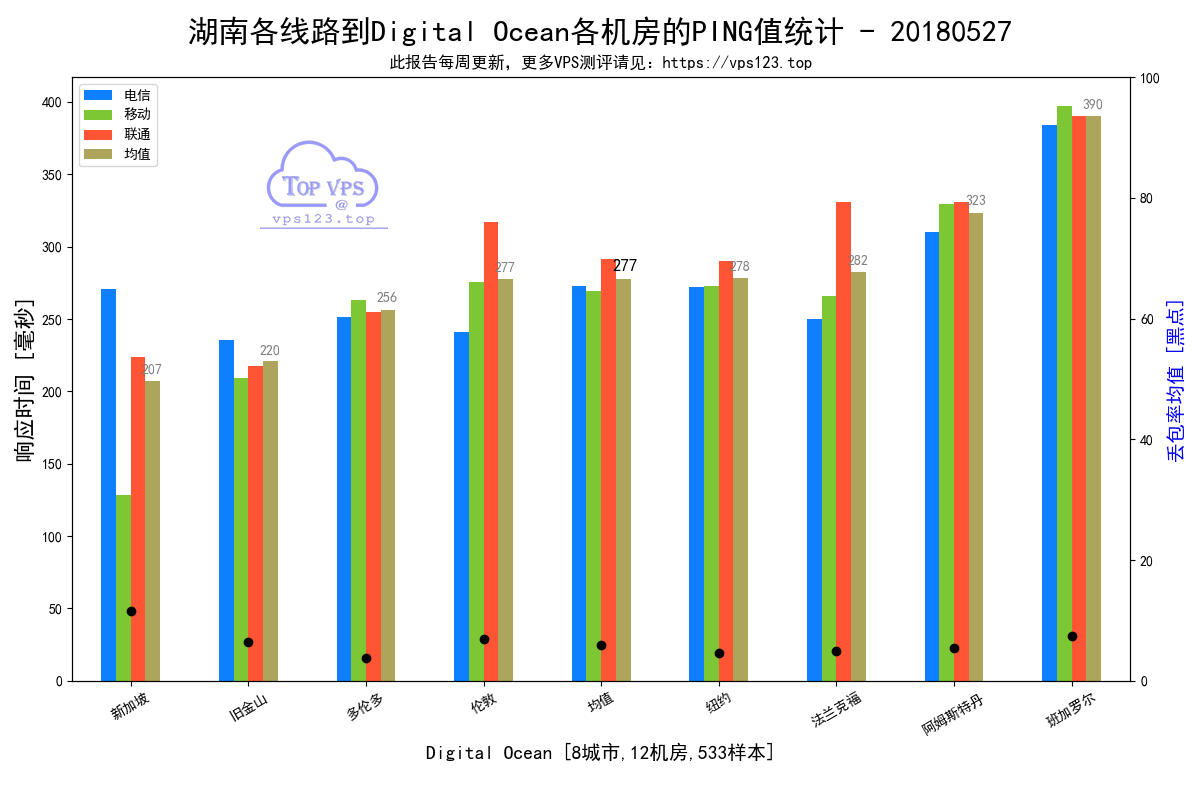 湖南各线路到Digital Ocean各机房的PING值统计 - 20180527
此报告每周更新，更多VPS测评请见：https://vps123.top
电信
移动
联通
均值
TOP VPS
@
vps123.top
响应时间 [毫秒]
400
350
300
250
200
150
100
50
0
207
220
256
277
277
278
282
323
390
100
80
60
40
20
0
丢包率均值 [黑点]
新加坡
旧金山
多伦多
伦敦
均值
纽约
法兰克福
阿姆斯特丹
班加罗尔
Digital Ocean [8城市,12机房,533样本]